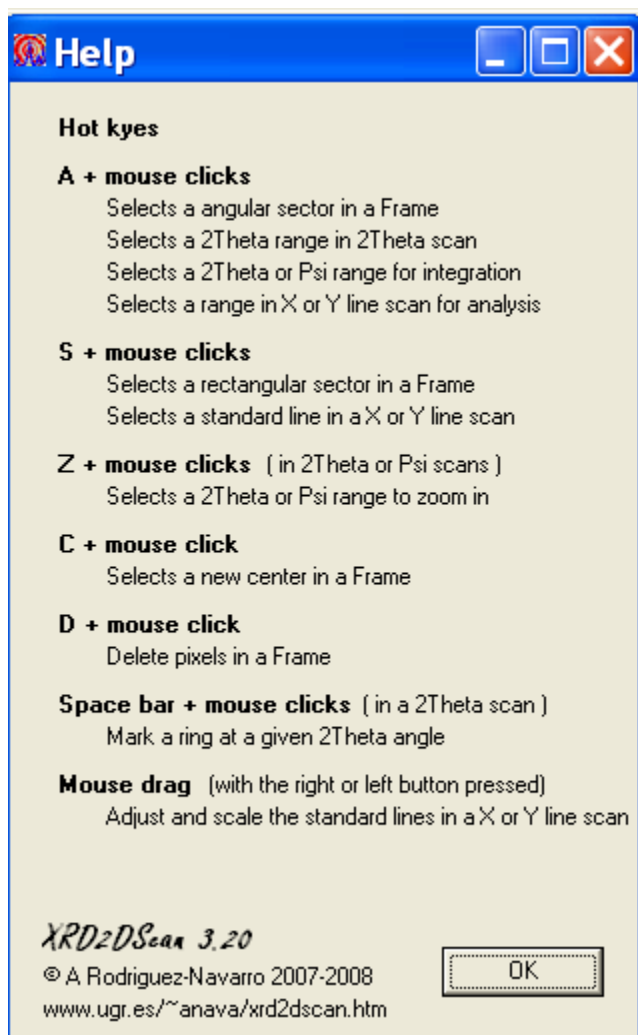 Help
Hot kyes
A + mouse clicks
Selects a angular sector in a Frame
Selects a 2Theta range in 2Theta scan
Selects a 2Theta or Psi range for integration
Selects a range in X or Y line scan for analysis
S + mouse clicks
Selects a rectangular sector in a Frame
Selects a standard line in a X or Y line scan
Z + mouse clicks ( in 2Theta or Psi scans )
Selects a 2Theta or Psi range to zoom in
C + mouse click
Selects a new center in a Frame
D + mouse click
Delete pixels in a Frame
Space bar + mouse clicks ( in a 2Theta scan )
Mark a ring at a given 2Theta angle
Mouse drag (with the right or left button pressed)
Adjust and scale the standard lines in a X or Y line scan
XRD2DScan 3.20
© A Rodriguez-Navarro 2007-2008
www.ugr.es/~anava/xrd2dscan.htm
OK